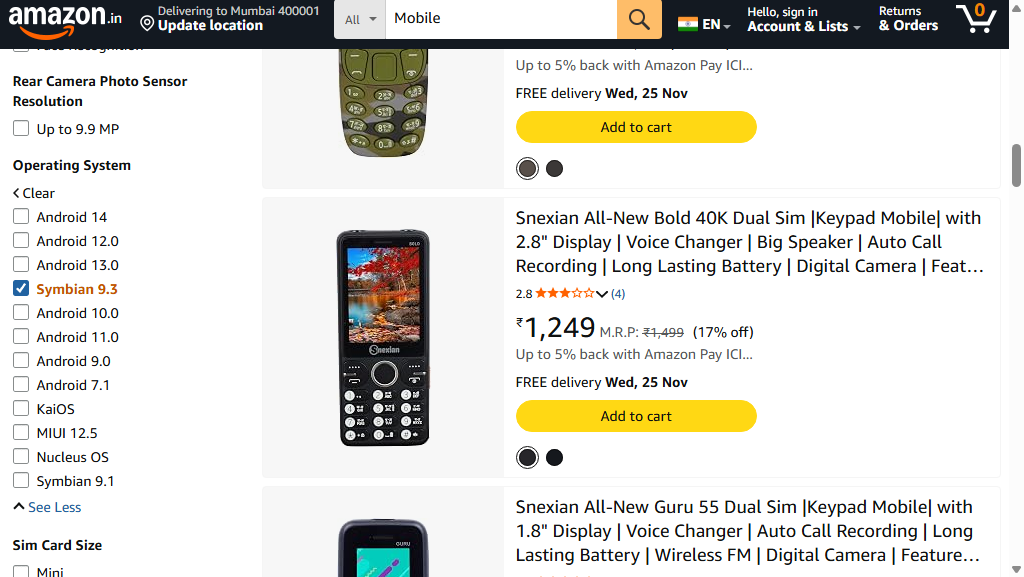 amazon.in
Delivering to Mumbai 400001
Update location
All
Mobile
EN
Hello, sign in
Account & Lists
Returns
& Orders
0
Rear Camera Photo Sensor
Resolution
Up to 9.9 MP
Operating System
Clear
Android 14
Android 12.0
Android 13.0
Symbian 9.3
Android 10.0
Android 11.0
Android 9.0
Android 7.1
KaiOS
MIUI 12.5
Nucleus OS
Symbian 9.1
See Less
Sim Card Size
Mini
Up to 5% back with Amazon Pay ICI…
FREE delivery Wed, 25 Nov
Add to cart
BOLD
Snexian
Snexian All-New Bold 40K Dual Sim |Keypad Mobile| with
2.8" Display | Voice Changer | Big Speaker | Auto Call
Recording | Long Lasting Battery | Digital Camera | Feat…
2.8 (4)
₹1,249 M.R.P: ₹1,499 (17% off)
Up to 5% back with Amazon Pay ICI…
FREE delivery Wed, 25 Nov
Add to cart
GURU
Snexian All-New Guru 55 Dual Sim |Keypad Mobile| with
1.8" Display | Voice Changer | Auto Call Recording | Long
Lasting Battery | Wireless FM | Digital Camera | Feature…